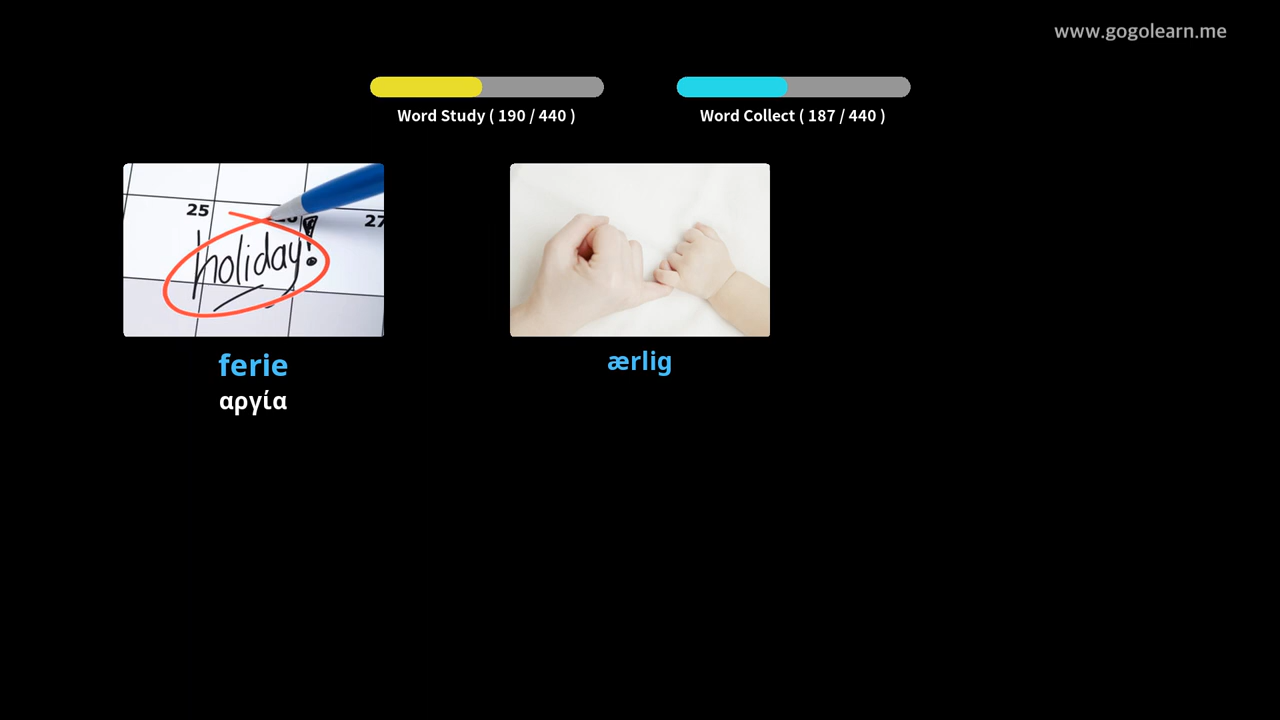 www.gogolearn.me
Word Study ( 190 / 440 )
Word Collect ( 187 / 440 )
25
27
holiday!
ferie
αργία
ærlig